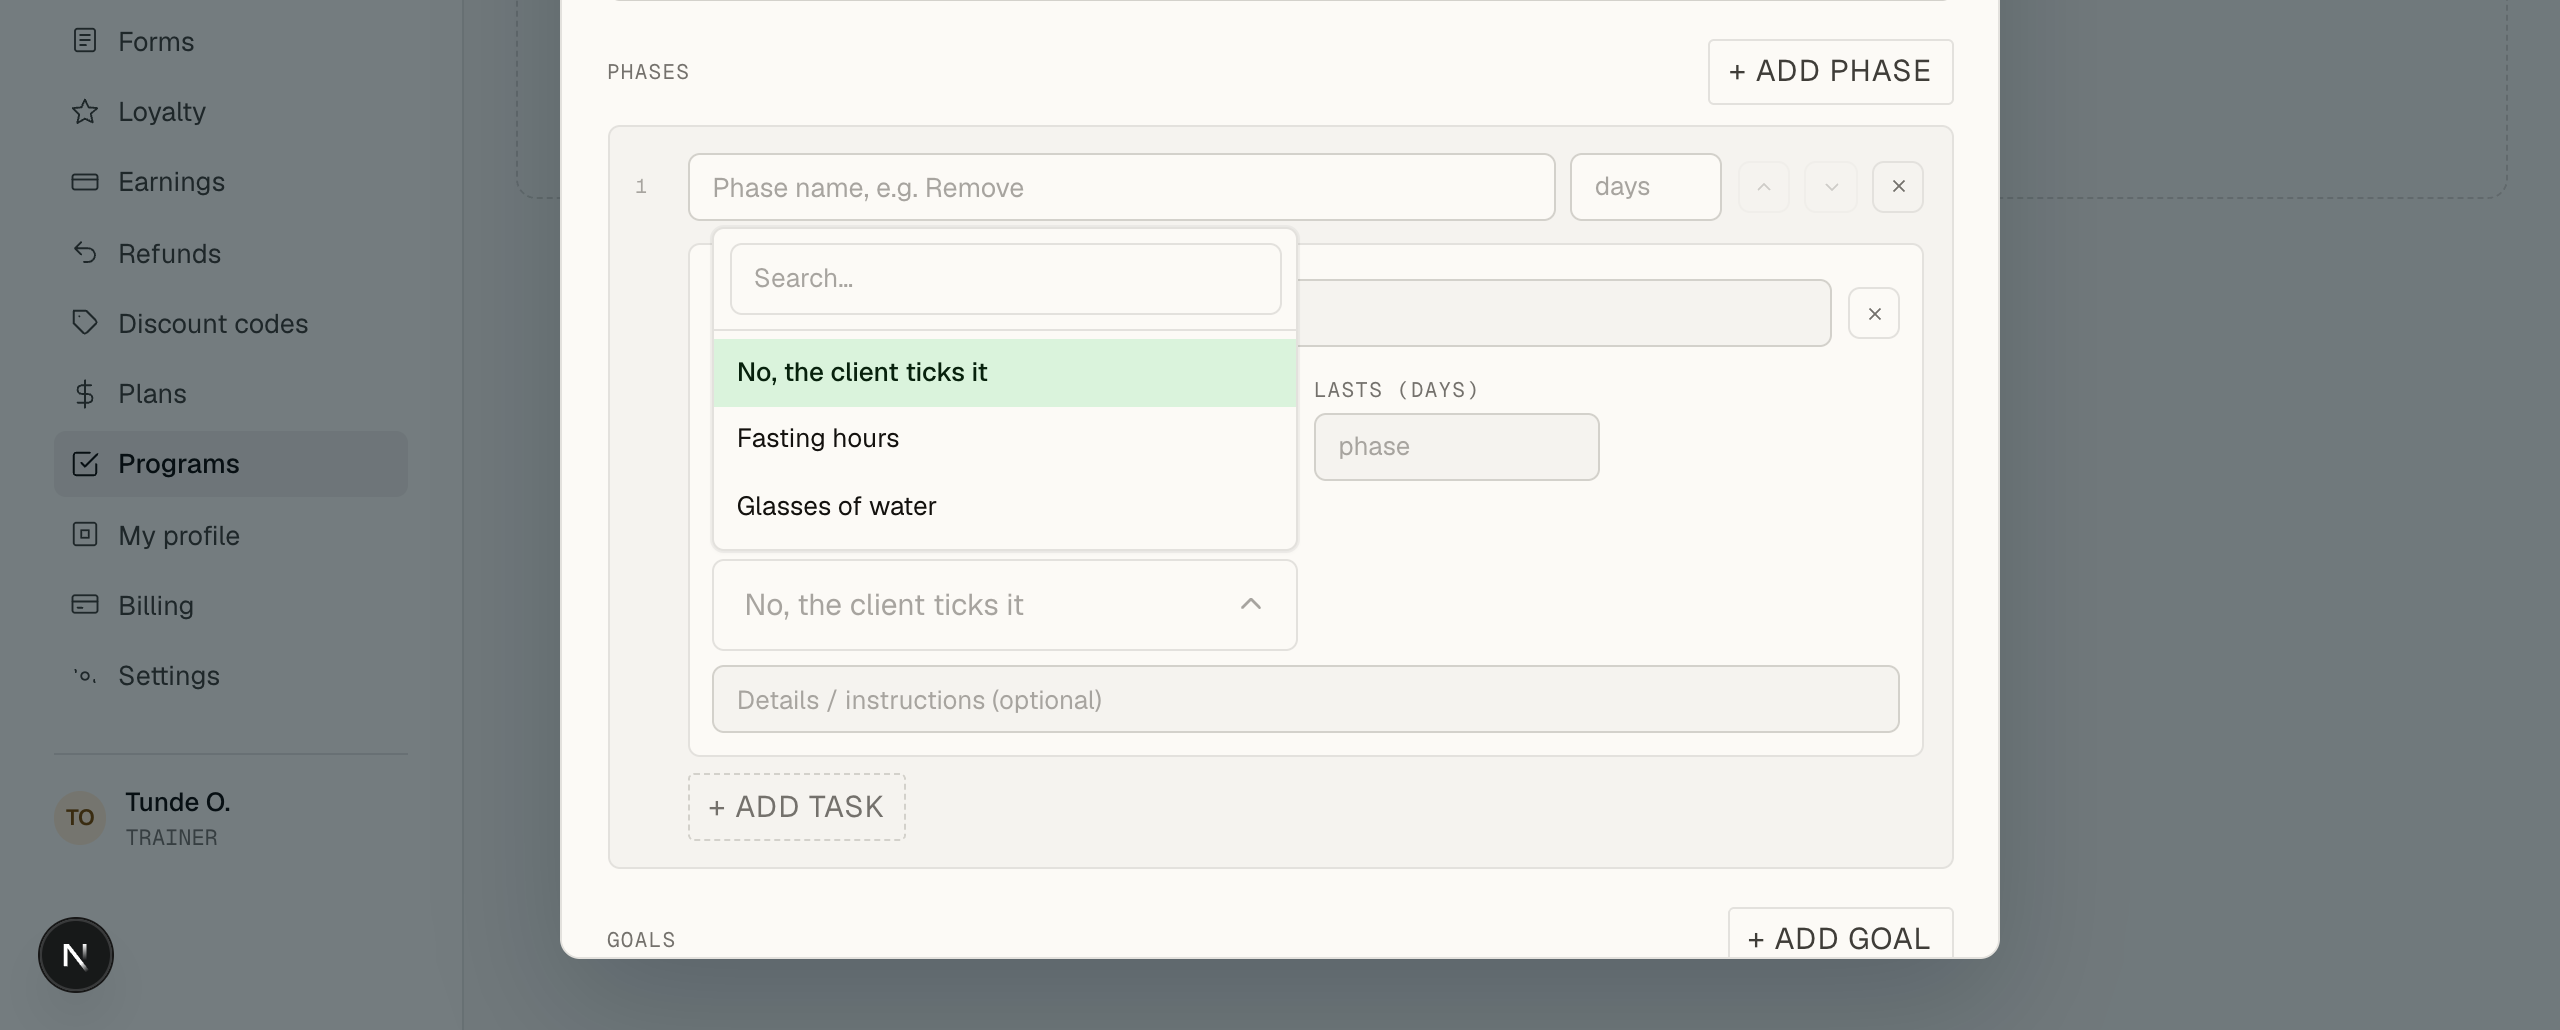 Forms
Loyalty
Earnings
Refunds
Discount codes
Plans
Programs
My profile
Billing
Settings
TO
Tunde O.
TRAINER
N
PHASES
+ ADD PHASE
1
Phase name, e.g. Remove
days
Search...
No, the client ticks it
Fasting hours
Glasses of water
LASTS (DAYS)
phase
No, the client ticks it
Details / instructions (optional)
+ ADD TASK
GOALS
+ ADD GOAL